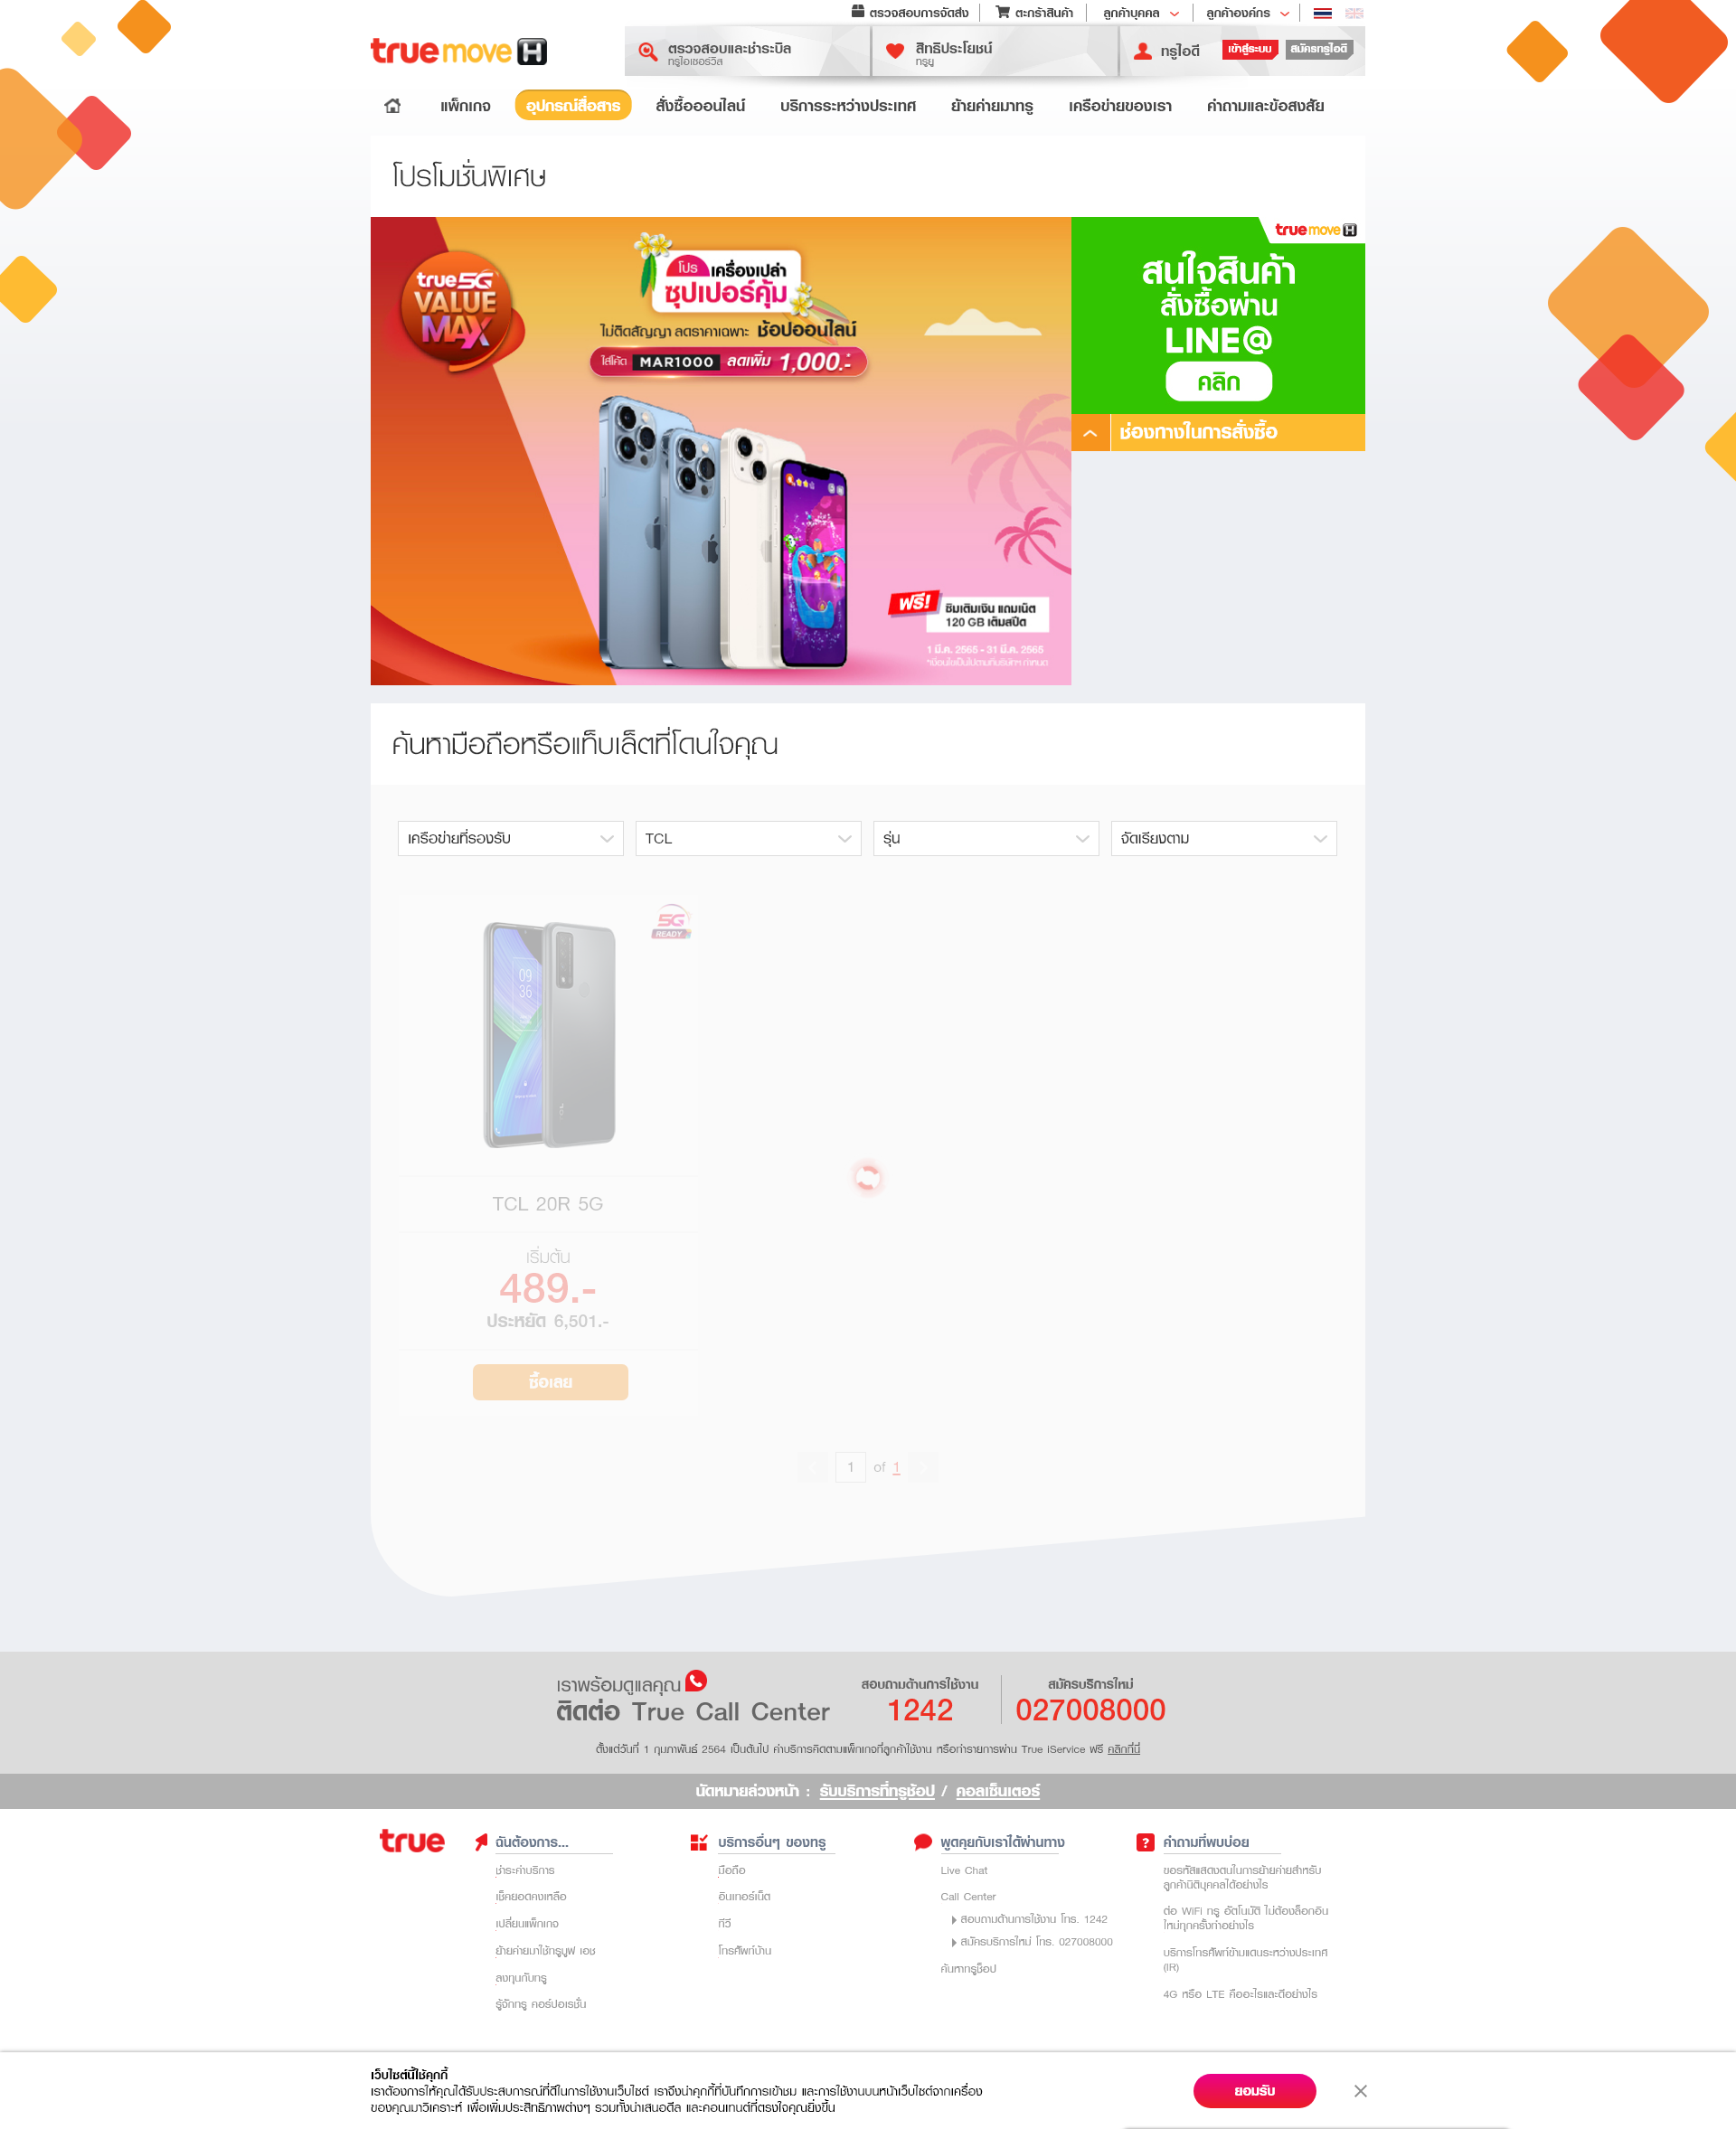 ตรวจสอบการจัดส่ง
ตะกร้าสินค้า
ลูกค้าบุคคล
ลูกค้าองค์กร
truemove H
ตรวจสอบและชำระบิล
ทรูไอเซอร์วิส
สิทธิประโยชน์
ทรูยู
ทรูไอดี
เข้าสู่ระบบ
สมัครทรูไอดี
แพ็กเกจ
อุปกรณ์สื่อสาร
สั่งซื้อออนไลน์
บริการระหว่างประเทศ
ย้ายค่ายมาทรู
เครือข่ายของเรา
คำถามและข้อสงสัย
โปรโมชั่นพิเศษ
true5G
VALUE
MAX
โปร เครื่องเปล่า
ซุปเปอร์คุ้ม
ไม่ติดสัญญา ลดราคาเฉพาะ ช้อปออนไลน์
ใส่โค้ด MAR1000 ลดเพิ่ม 1,000.-
ฟรี! ซิมเติมเงิน แถมเน็ต
120 GB เต็มสปีด
1 มี.ค. 2565 - 31 มี.ค. 2565
*เงื่อนไขเป็นไปตามที่บริษัทฯ กำหนด
truemove H
สนใจสินค้า
สั่งซื้อผ่าน
LINE@
คลิก
ช่องทางในการสั่งซื้อ
ค้นหามือถือหรือแท็บเล็ตที่โดนใจคุณ
เครือข่ายที่รองรับ
TCL
รุ่น
จัดเรียงตาม
5G
READY
09
36
TCL 20R 5G
เริ่มต้น
489.-
ประหยัด 6,501.-
ซื้อเลย
1 of 1
เราพร้อมดูแลคุณ
ติดต่อ True Call Center
สอบถามด้านการใช้งาน
1242
สมัครบริการใหม่
027008000
ตั้งแต่วันที่ 1 กุมภาพันธ์ 2564 เป็นต้นไป ค่าบริการคิดตามแพ็กเกจที่ลูกค้าใช้งาน หรือทำรายการผ่าน True iService ฟรี คลิกที่นี่
นัดหมายล่วงหน้า : รับบริการที่ทรูช้อป / คอลเซ็นเตอร์
true
ฉันต้องการ...
ชำระค่าบริการ
เช็คยอดคงเหลือ
เปลี่ยนแพ็กเกจ
ย้ายค่ายมาใช้ทรูมูฟ เอช
ลงทุนกับทรู
รู้จักทรู คอร์ปอเรชั่น
บริการอื่นๆ ของทรู
มือถือ
อินเทอร์เน็ต
ทีวี
โทรศัพท์บ้าน
พูดคุยกับเราได้ผ่านทาง
Live Chat
Call Center
สอบถามด้านการใช้งาน โทร. 1242
สมัครบริการใหม่ โทร. 027008000
ค้นหาทรูช็อป
คำถามที่พบบ่อย
ขอรหัสแสดงตนในการย้ายค่ายสำหรับ
ลูกค้านิติบุคคลได้อย่างไร
ต่อ WiFi ทรู อัตโนมัติ ไม่ต้องล็อกอิน
ใหม่ทุกครั้งทำอย่างไร
บริการโทรศัพท์ข้ามแดนระหว่างประเทศ
(IR)
4G หรือ LTE คืออะไรและดีอย่างไร
เว็บไซต์นี้ใช้คุกกี้
เราต้องการให้คุณได้รับประสบการณ์ที่ดีในการใช้งานเว็บไซต์ เราจึงนำคุกกี้ที่บันทึกการเข้าชม และการใช้งานบนหน้าเว็บไซต์จากเครื่อง
ของคุณมาวิเคราะห์ เพื่อเพิ่มประสิทธิภาพต่างๆ รวมทั้งนำเสนอดีล และคอนเทนต์ที่ตรงใจคุณยิ่งขึ้น
ยอมรับ